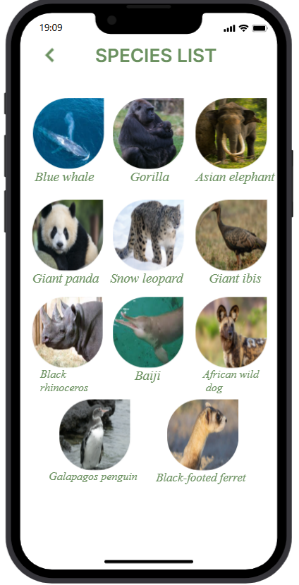 19:09
SPECIES LIST
Blue whale
Gorilla
Asian elephant
Giant panda
Snow leopard
Giant ibis
Black
rhinoceros
Baiji
African wild
dog
Galapagos penguin
Black-footed ferret